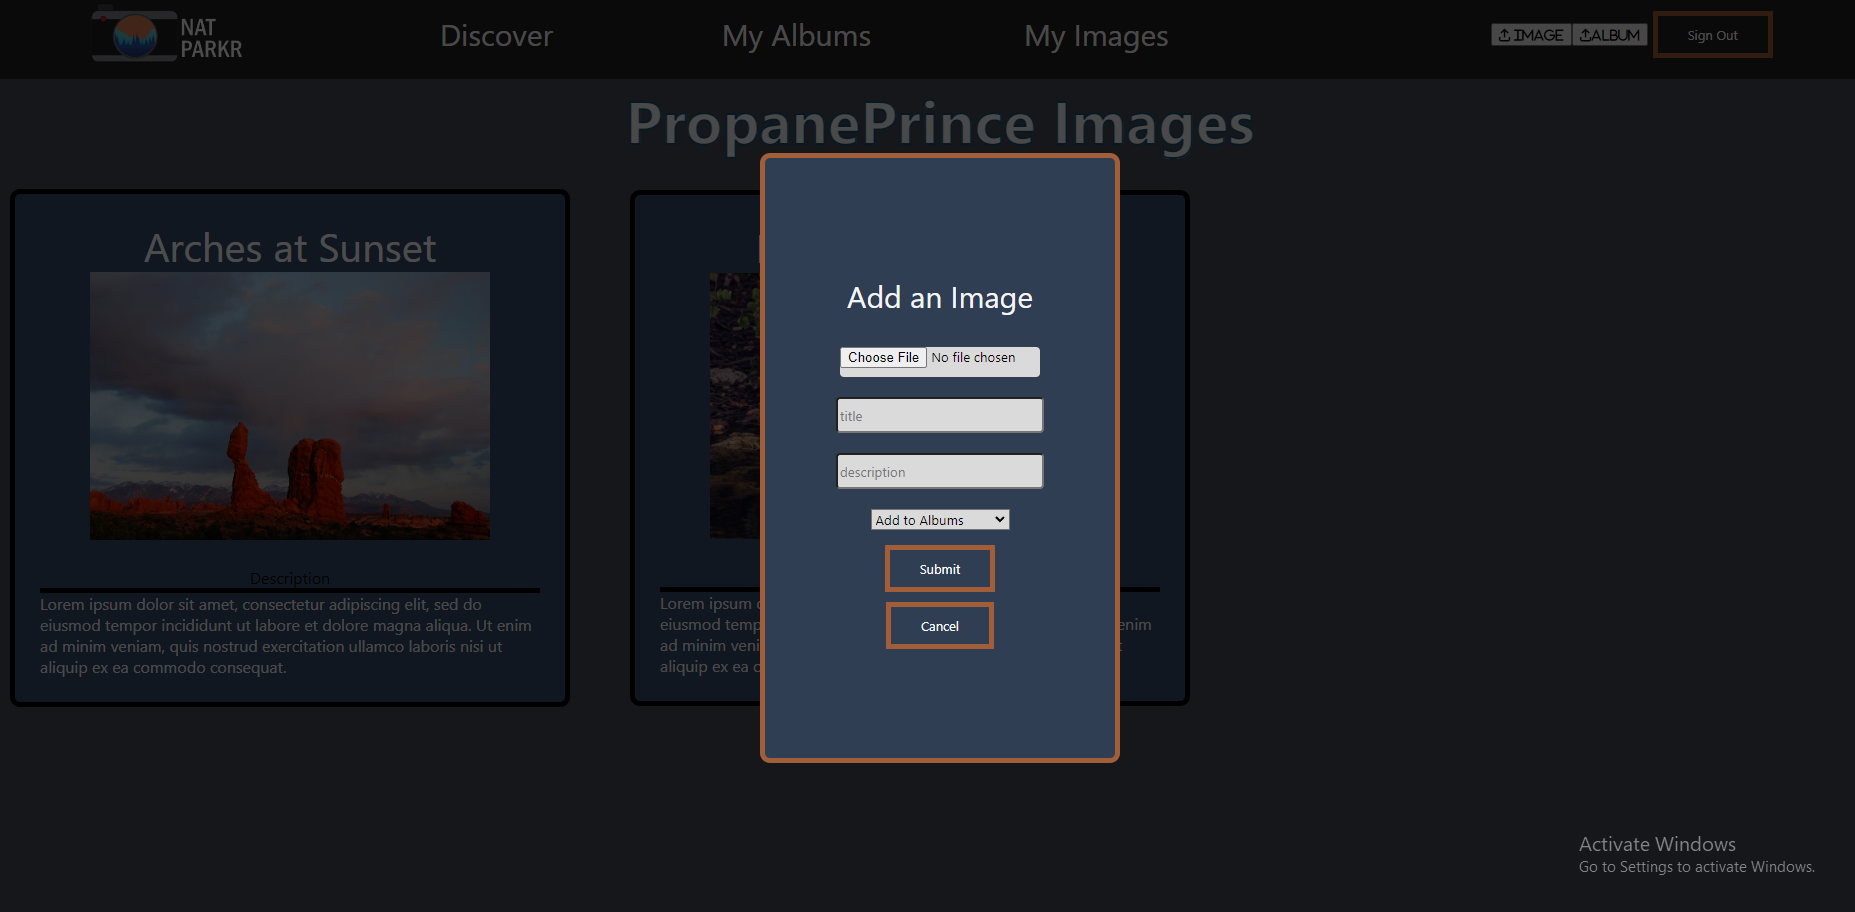 NAT
PARKR
Discover
My Albums
My Images
IMAGE
ALBUM
Sign Out
PropanePrince Images
Arches at Sunset
Description
Lorem ipsum dolor sit amet, consectetur adipiscing elit, sed do
eiusmod tempor incididunt ut labore et dolore magna aliqua. Ut enim
ad minim veniam, quis nostrud exercitation ullamco laboris nisi ut
aliquip ex ea commodo consequat.
Lorem ipsum
eiusmod temp enim
ad minim veni t
aliquip ex ea c
Add an Image
Choose File No file chosen
title
description
Add to Albums
Submit
Cancel
Activate Windows
Go to Settings to activate Windows.